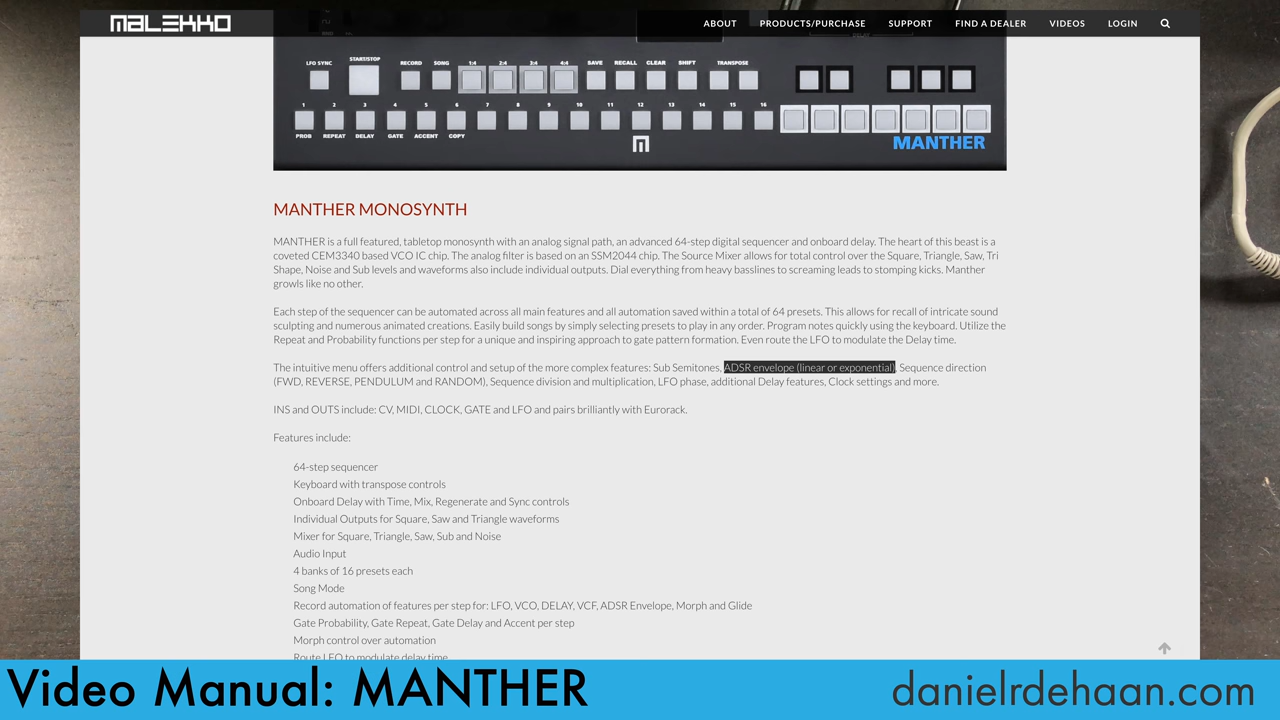 MALEKKO
ABOUT PRODUCTS/PURCHASE SUPPORT FIND A DEALER VIDEOS LOGIN
LFO SYNC START/STOP RECORD SONG 1:4 2:4 3:4 4:4 SAVE RECALL CLEAR SHIFT TRANSPOSE
1 2 3 4 5 6 7 8 9 10 11 12 13 14 15 16
PROB REPEAT DELAY GATE ACCENT COPY
MANTHER
MANTHER MONOSYNTH
MANTHER is a full featured, tabletop monosynth with an analog signal path, an advanced 64-step digital sequencer and onboard delay. The heart of this beast is a
coveted CEM3340 based VCO IC chip. The analog filter is based on an SSM2044 chip. The Source Mixer allows for total control over the Square, Triangle, Saw, Tri
Shape, Noise and Sub levels and waveforms also include individual outputs. Dial everything from heavy basslines to screaming leads to stomping kicks. Manther
growls like no other.
Each step of the sequencer can be automated across all main features and all automation saved within a total of 64 presets. This allows for recall of intricate sound
sculpting and numerous animated creations. Easily build songs by simply selecting presets to play in any order. Program notes quickly using the keyboard. Utilize the
Repeat and Probability functions per step for a unique and inspiring approach to gate pattern formation. Even route the LFO to modulate the Delay time.
The intuitive menu offers additional control and setup of the more complex features: Sub Semitones, ADSR envelope (linear or exponential), Sequence direction
(FWD, REVERSE, PENDULUM and RANDOM), Sequence division and multiplication, LFO phase, additional Delay features, Clock settings and more.
INS and OUTS include: CV, MIDI, CLOCK, GATE and LFO and pairs brilliantly with Eurorack.
Features include:
64-step sequencer
Keyboard with transpose controls
Onboard Delay with Time, Mix, Regenerate and Sync controls
Individual Outputs for Square, Saw and Triangle waveforms
Mixer for Square, Triangle, Saw, Sub and Noise
Audio Input
4 banks of 16 presets each
Song Mode
Record automation of features per step for: LFO, VCO, DELAY, VCF, ADSR Envelope, Morph and Glide
Gate Probability, Gate Repeat, Gate Delay and Accent per step
Morph control over automation
Route LFO to modulate delay time
Video Manual: MANTHER
danielrdehaan.com